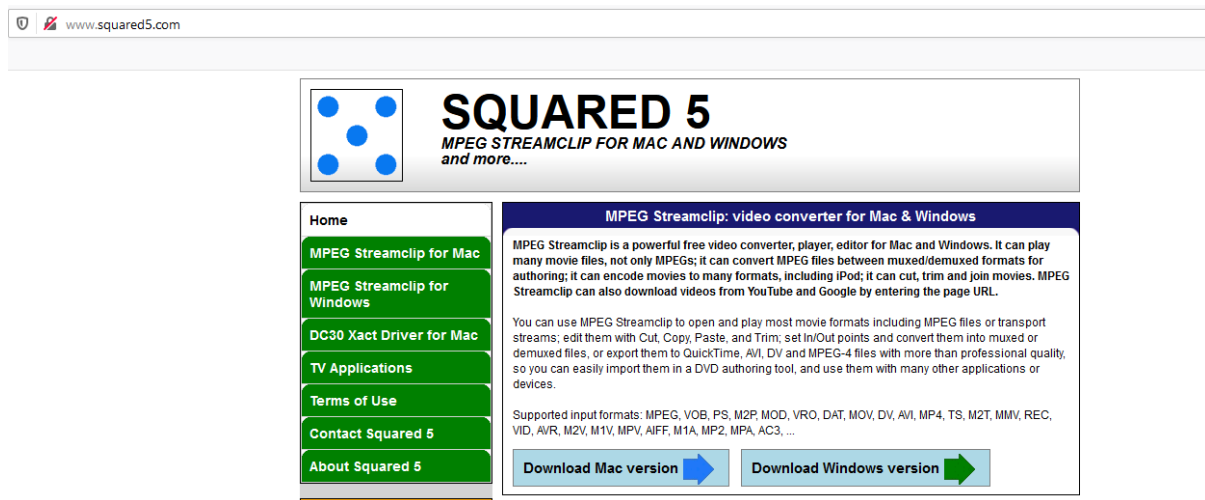 www.squared5.com
SQUARED 5
MPEG STREAMCLIP FOR MAC AND WINDOWS
and more....
Home
MPEG Streamclip for Mac
MPEG Streamclip for
Windows
DC30 Xact Driver for Mac
TV Applications
Terms of Use
Contact Squared 5
About Squared 5
MPEG Streamclip: video converter for Mac & Windows
MPEG Streamclip is a powerful free video converter, player, editor for Mac and Windows. It can play
many movie files, not only MPEGs; it can convert MPEG files between muxed/demuxed formats for
authoring; it can encode movies to many formats, including iPod; it can cut, trim and join movies. MPEG
Streamclip can also download videos from YouTube and Google by entering the page URL.
You can use MPEG Streamclip to open and play most movie formats including MPEG files or transport
streams; edit them with Cut, Copy, Paste, and Trim; set In/Out points and convert them into muxed or
demuxed files, or export them to QuickTime, AVI, DV and MPEG-4 files with more than professional quality,
so you can easily import them in a DVD authoring tool, and use them with many other applications or
devices.
Supported input formats: MPEG, VOB, PS, M2P, MOD, VRO, DAT, MOV, DV, AVI, MP4, TS, M2T, MMV, REC,
VID, AVR, M2V, M1V, MPV, AIFF, M1A, MP2, MPA, AC3, ...
Download Mac version
Download Windows version